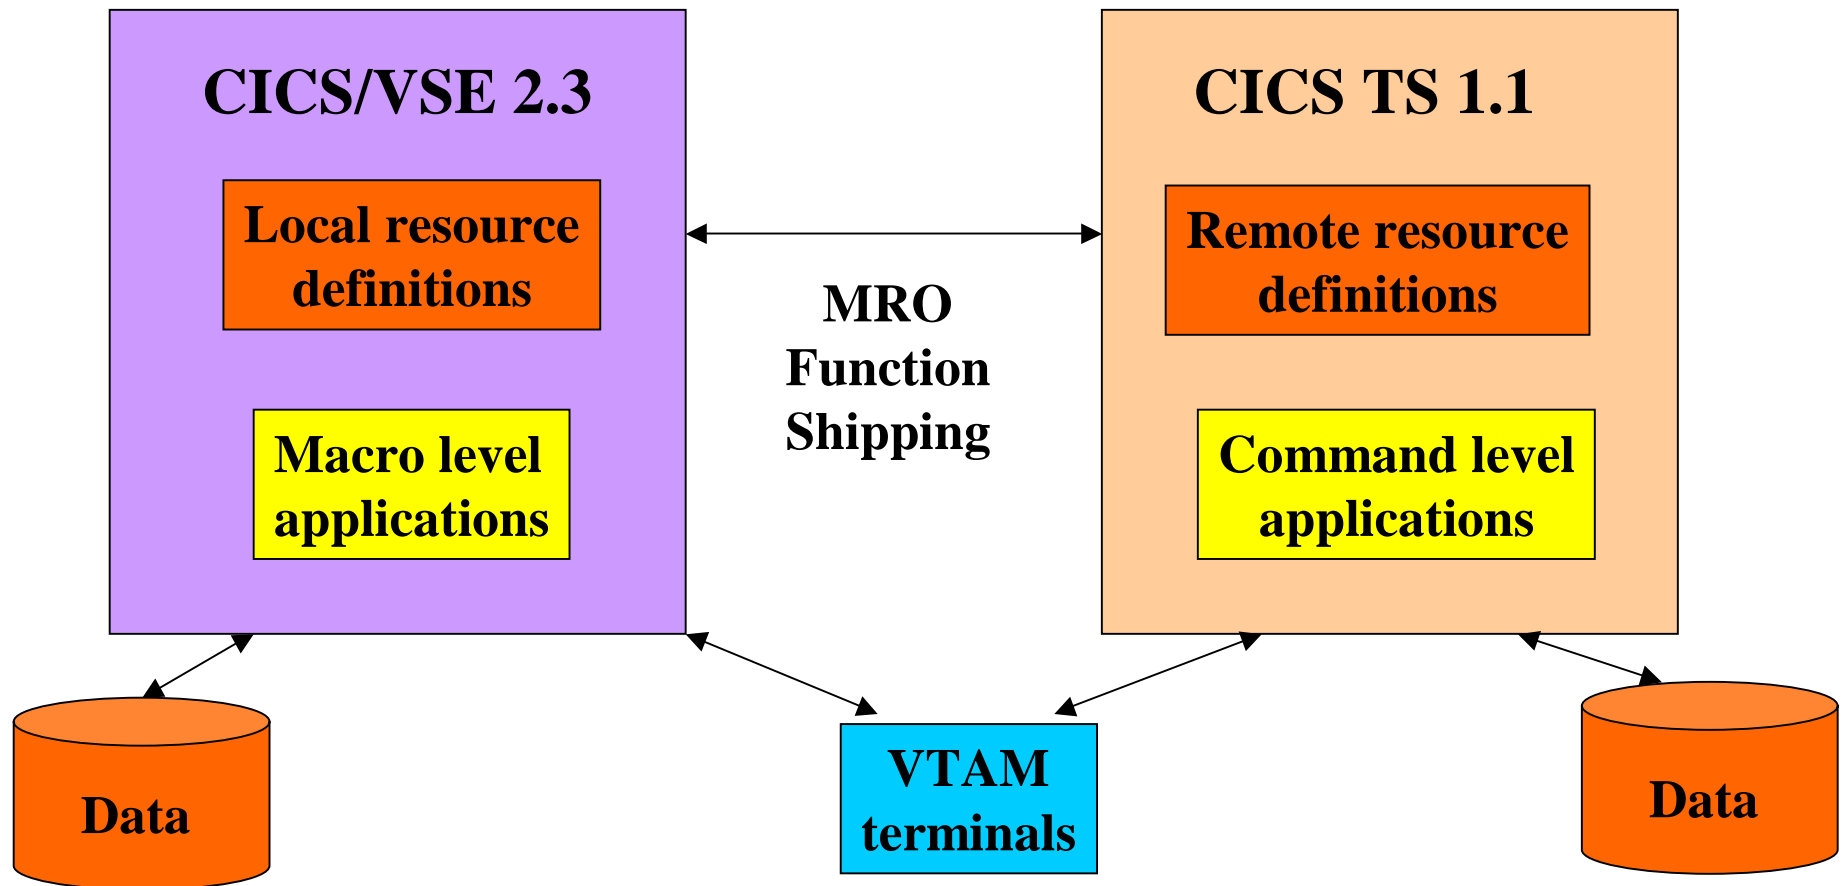 CICS/VSE 2.3
Local resource
definitions
Macro level
applications
MRO
Function
Shipping
CICS TS 1.1
Remote resource
definitions
Command level
applications
Data
VTAM
terminals
Data